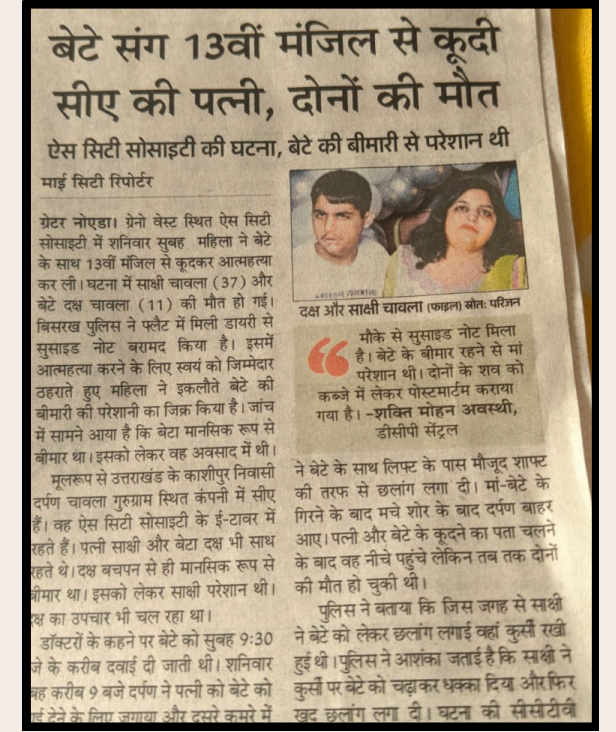 बेटे संग 13वीं मंजिल से कूदी
सीए की पत्नी, दोनों की मौत
ऐस सिटी सोसाइटी की घटना, बेटे की बीमारी से परेशान थी
माई सिटी रिपोर्टर
ग्रेटर नोएडा। ग्रेनो वेस्ट स्थित ऐस सिटी
सोसाइटी में शनिवार सुबह महिला ने बेटे
के साथ 13वीं मंजिल से कूदकर आत्महत्या
कर ली। घटना में साक्षी चावला (37) और
बेटे दक्ष चावला (11) की मौत हो गई।
बिसरख पुलिस ने फ्लैट में मिली डायरी से
सुसाइड नोट बरामद किया है। इसमें
आत्महत्या करने के लिए स्वयं को जिम्मेदार
ठहराते हुए महिला ने इकलौते बेटे की
बीमारी की परेशानी का जिक्र किया है। जांच
में सामने आया है कि बेटा मानसिक रूप से
बीमार था। इसको लेकर वह अवसाद में थी।
मूलरूप से उत्तराखंड के काशीपुर निवासी
दर्पण चावला गुरुग्राम स्थित कंपनी में सीए
हैं। वह ऐस सिटी सोसाइटी के ई-टावर में
रहते हैं। पत्नी साक्षी और बेटा दक्ष भी साथ
रहते थे। दक्ष बचपन से ही मानसिक रूप से
बीमार था। इसको लेकर साक्षी परेशान थी।
क्ष का उपचार भी चल रहा था।
डॉक्टरों के कहने पर बेटे को सुबह 9:30
जे के करीब दवाई दी जाती थी। शनिवार
बह करीब 9 बजे दर्पण ने पत्नी को बेटे को
ाई देने के लिए जगाया और दूसरे कमरे में
दक्ष और साक्षी चावला (फाइल) स्रोत: परिजन
मौके से सुसाइड नोट मिला
है। बेटे के बीमार रहने से मां
परेशान थी। दोनों के शव को
कब्जे में लेकर पोस्टमार्टम कराया
गया है। -शक्ति मोहन अवस्थी,
डीसीपी सेंट्रल
ने बेटे के साथ लिफ्ट के पास मौजूद शाफ्ट
की तरफ से छलांग लगा दी। मां-बेटे के
गिरने के बाद मचे शोर के बाद दर्पण बाहर
आए। पत्नी और बेटे के कूदने का पता चलने
के बाद वह नीचे पहुंचे लेकिन तब तक दोनों
की मौत हो चुकी थी।
पुलिस ने बताया कि जिस जगह से साक्षी
ने बेटे को लेकर छलांग लगाई वहां कुर्सी रखी
हुई थी। पुलिस ने आशंका जताई है कि साक्षी ने
कुर्सी पर बेटे को चढ़ाकर धक्का दिया और फिर
खुद छलांग लगा दी। घटना की सीसीटीवी